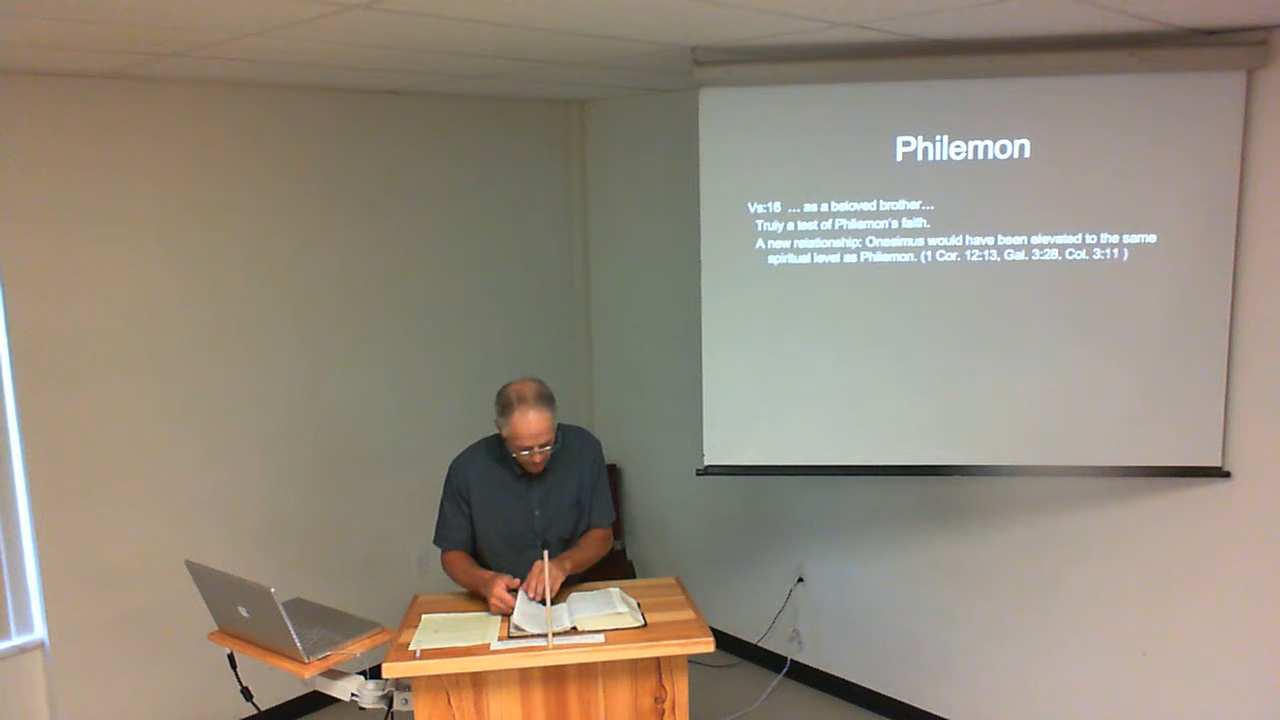 Philemon
Vs:16 ... as a beloved brother...
Truly a test of Philemon's faith.
A new relationship: Onesimus would have been elevated to the same
spiritual level as Philemon. (1 Cor. 12:13, Gal. 3:28, Col. 3:11 )